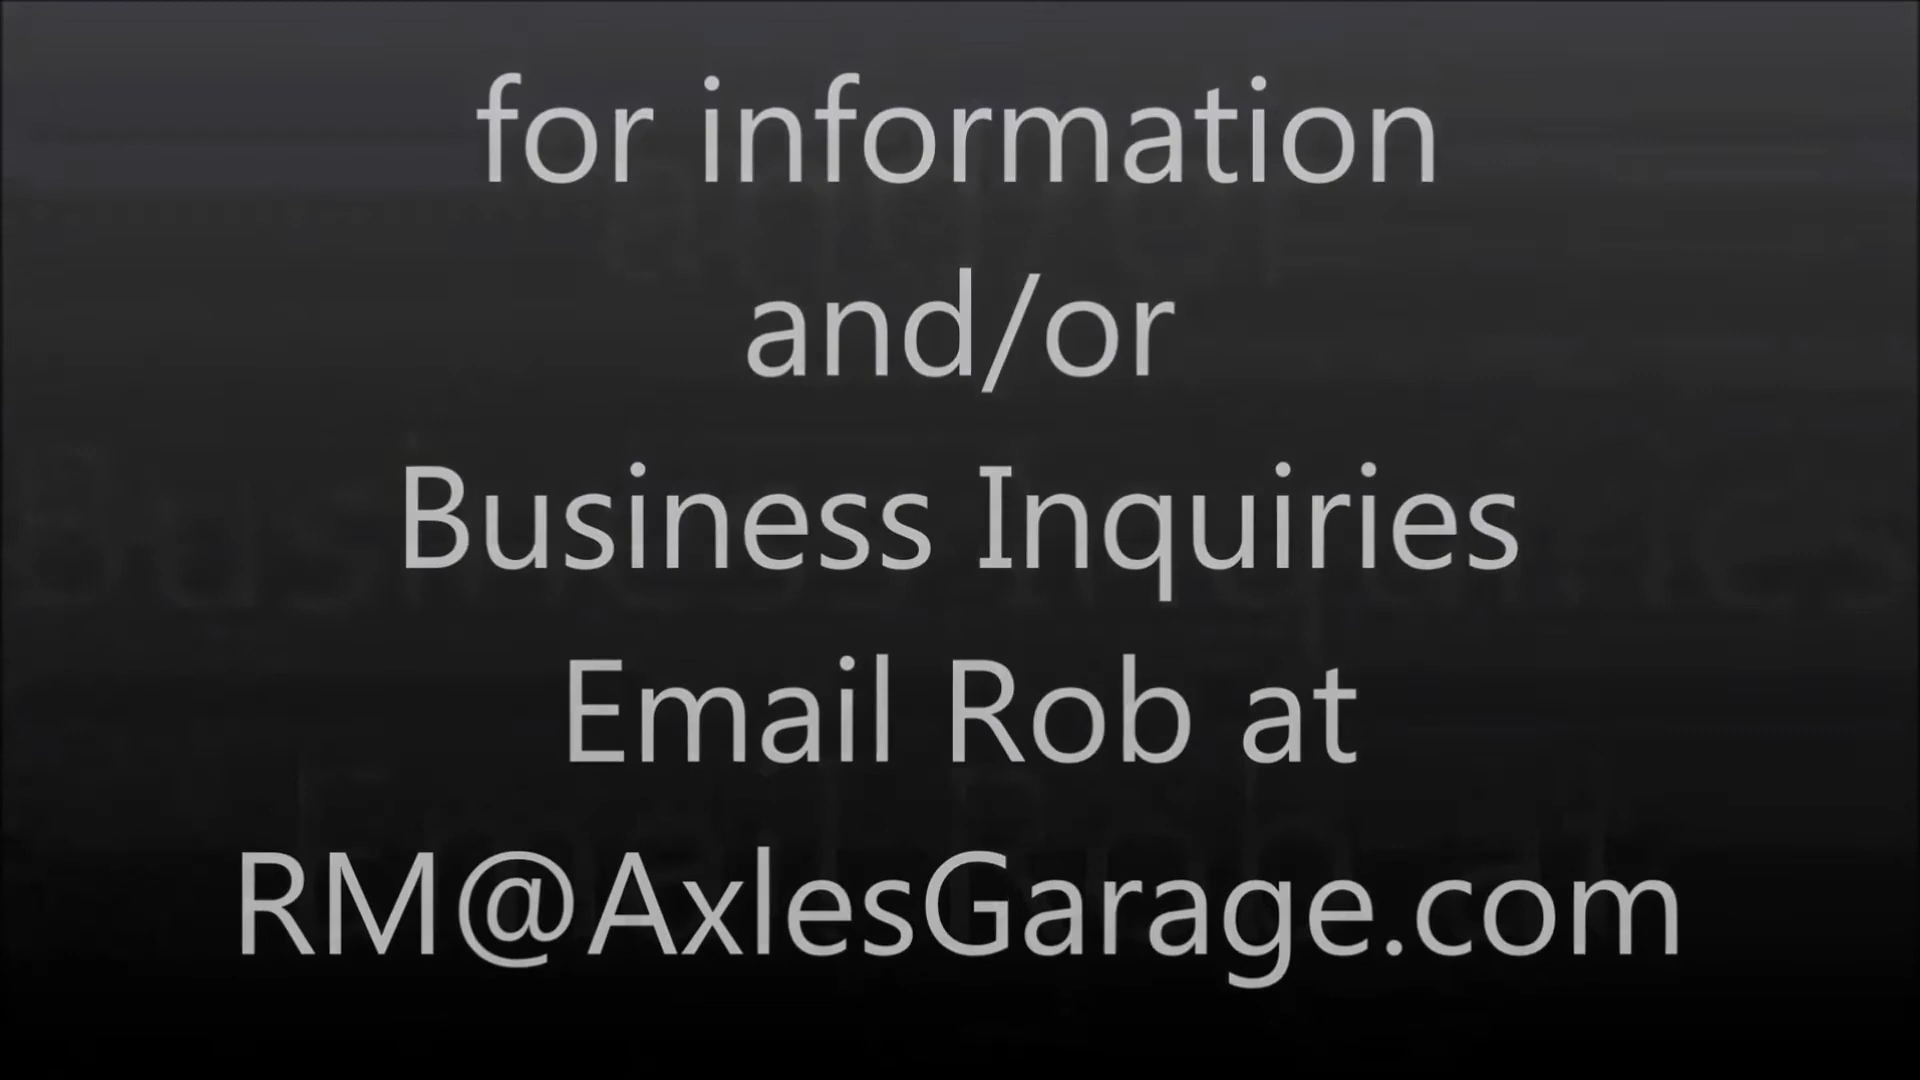 for information
and/or
Business Inquiries
Email Rob at
RM@AxlesGarage.com